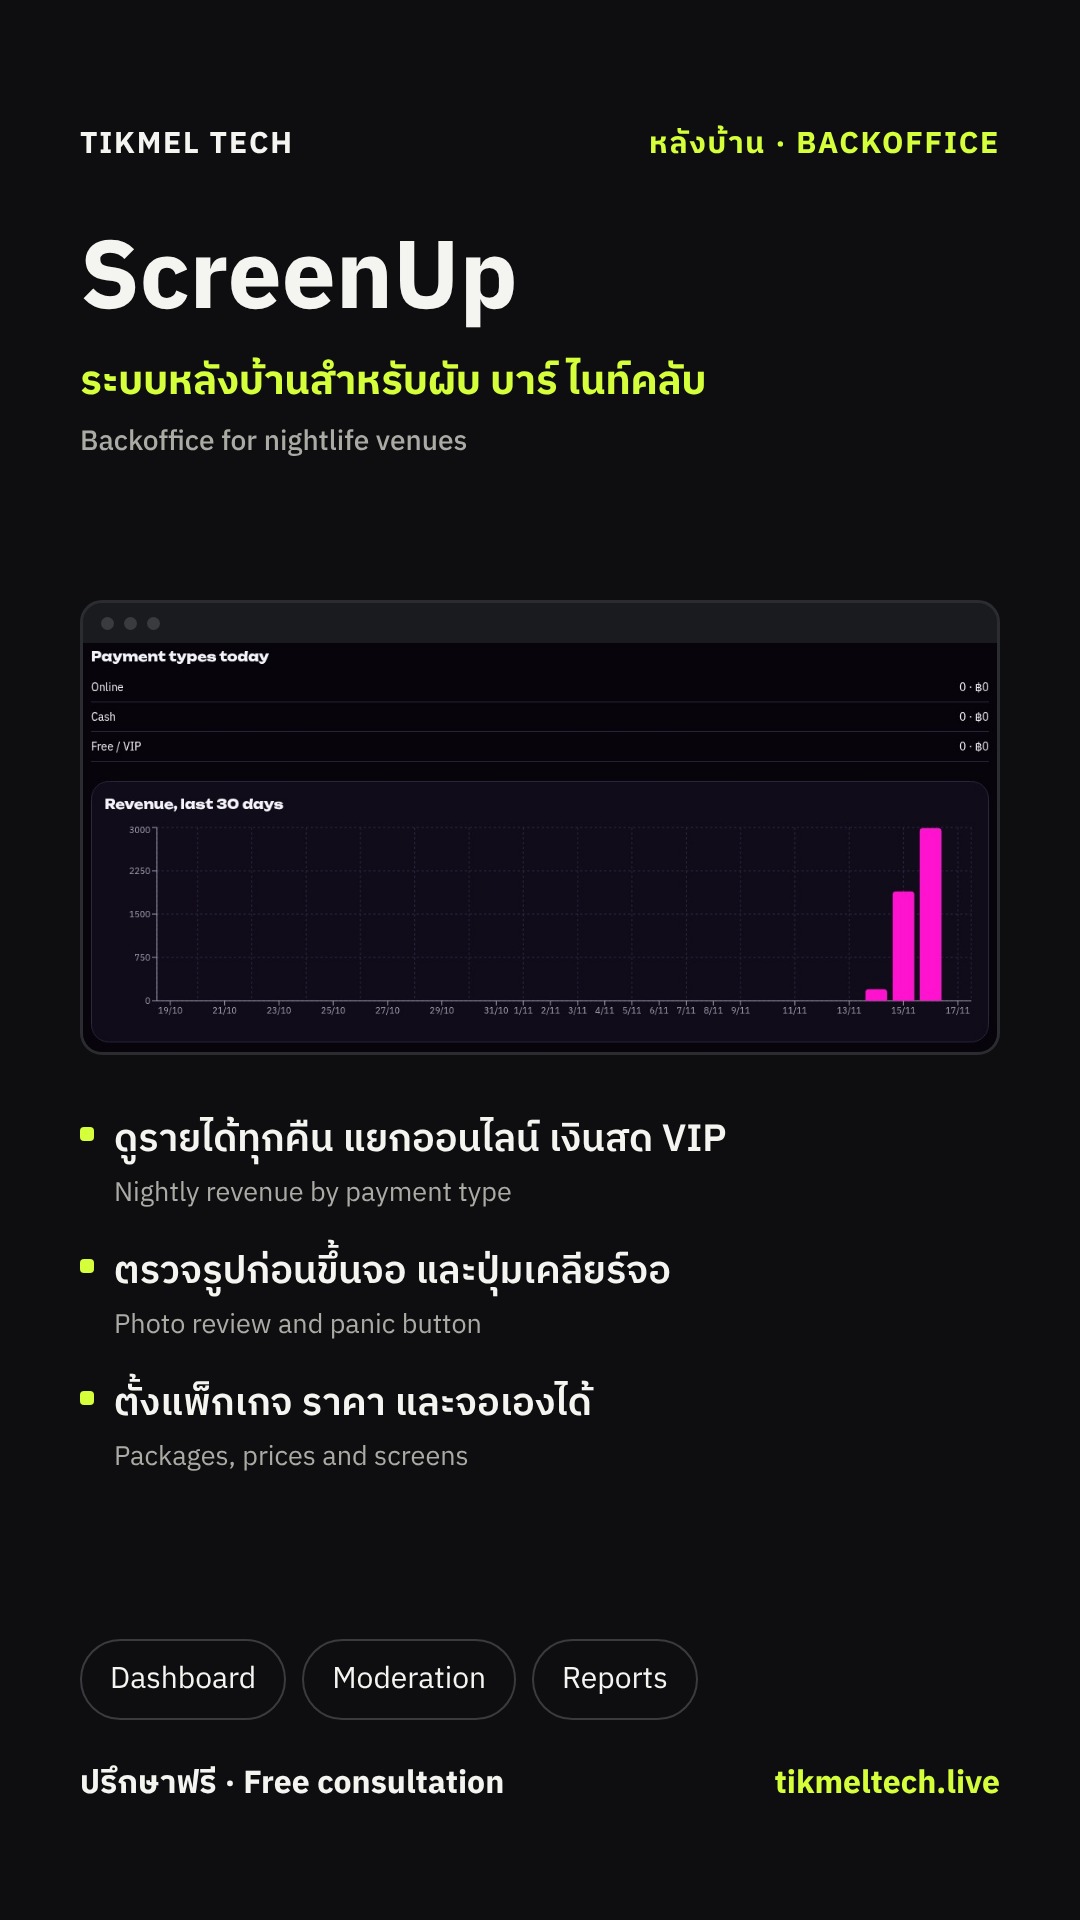 TIKMEL TECH
หลังบ้าน · BACKOFFICE
ScreenUp
ระบบหลังบ้านสำหรับผับ บาร์ ไนท์คลับ
Backoffice for nightlife venues
Payment types today
Online 0 · ฿0
Cash 0 · ฿0
Free / VIP 0 · ฿0
Revenue, last 30 days
3000
2250
1500
750
0
19/10 21/10 23/10 25/10 27/10 29/10 31/10 1/11 2/11 3/11 4/11 5/11 6/11 7/11 8/11 9/11 11/11 13/11 15/11 17/11
ดูรายได้ทุกคืน แยกออนไลน์ เงินสด VIP
Nightly revenue by payment type
ตรวจรูปก่อนขึ้นจอ และปุ่มเคลียร์จอ
Photo review and panic button
ตั้งแพ็กเกจ ราคา และจอเองได้
Packages, prices and screens
Dashboard
Moderation
Reports
ปรึกษาฟรี · Free consultation
tikmeltech.live